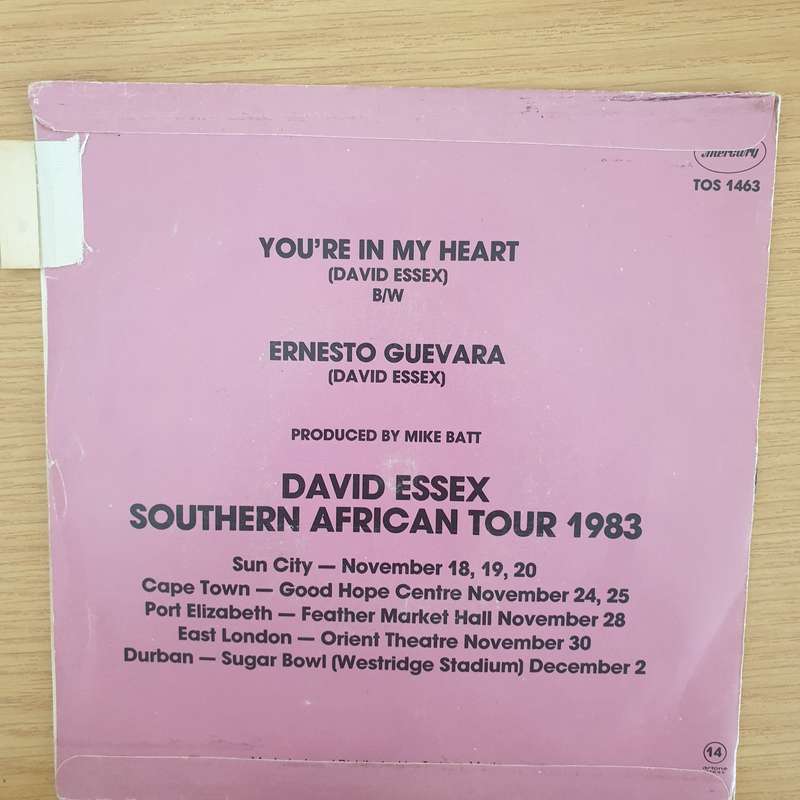 mercury
TOS 1463
YOU'RE IN MY HEART
(DAVID ESSEX)
B/W
ERNESTO GUEVARA
(DAVID ESSEX)
PRODUCED BY MIKE BATT
DAVID ESSEX
SOUTHERN AFRICAN TOUR 1983
Sun City — November 18, 19, 20
Cape Town — Good Hope Centre November 24, 25
Port Elizabeth — Feather Market Hall November 28
East London — Orient Theatre November 30
Durban — Sugar Bowl (Westridge Stadium) December 2
14
artone